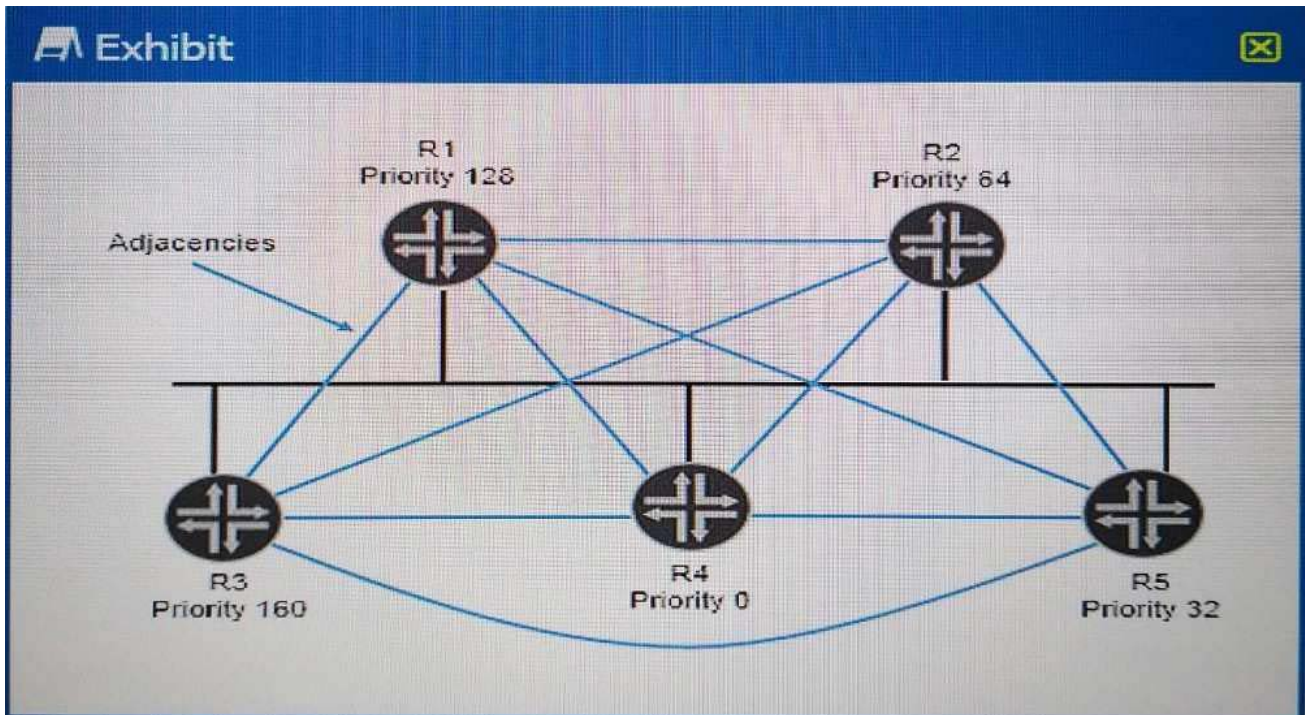 Exhibit
R1
Priority 128
R2
Priority 64
Adjacencies
R3
Priority 160
R4
Priority 0
R5
Priority 32